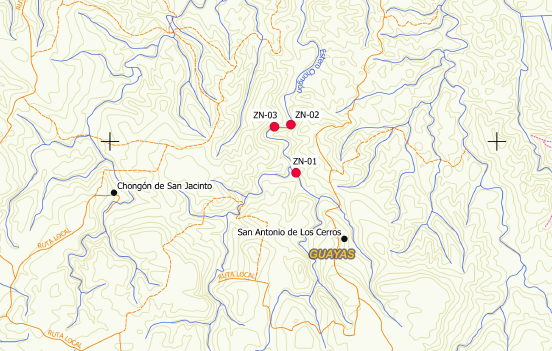 Estero Chongón
ZN-03
ZN-02
ZN-01
Chongón de San Jacinto
San Antonio de Los Cerros
GUAYAS
RUTA LOCAL
RUTA LOCAL
RUTA LOCAL